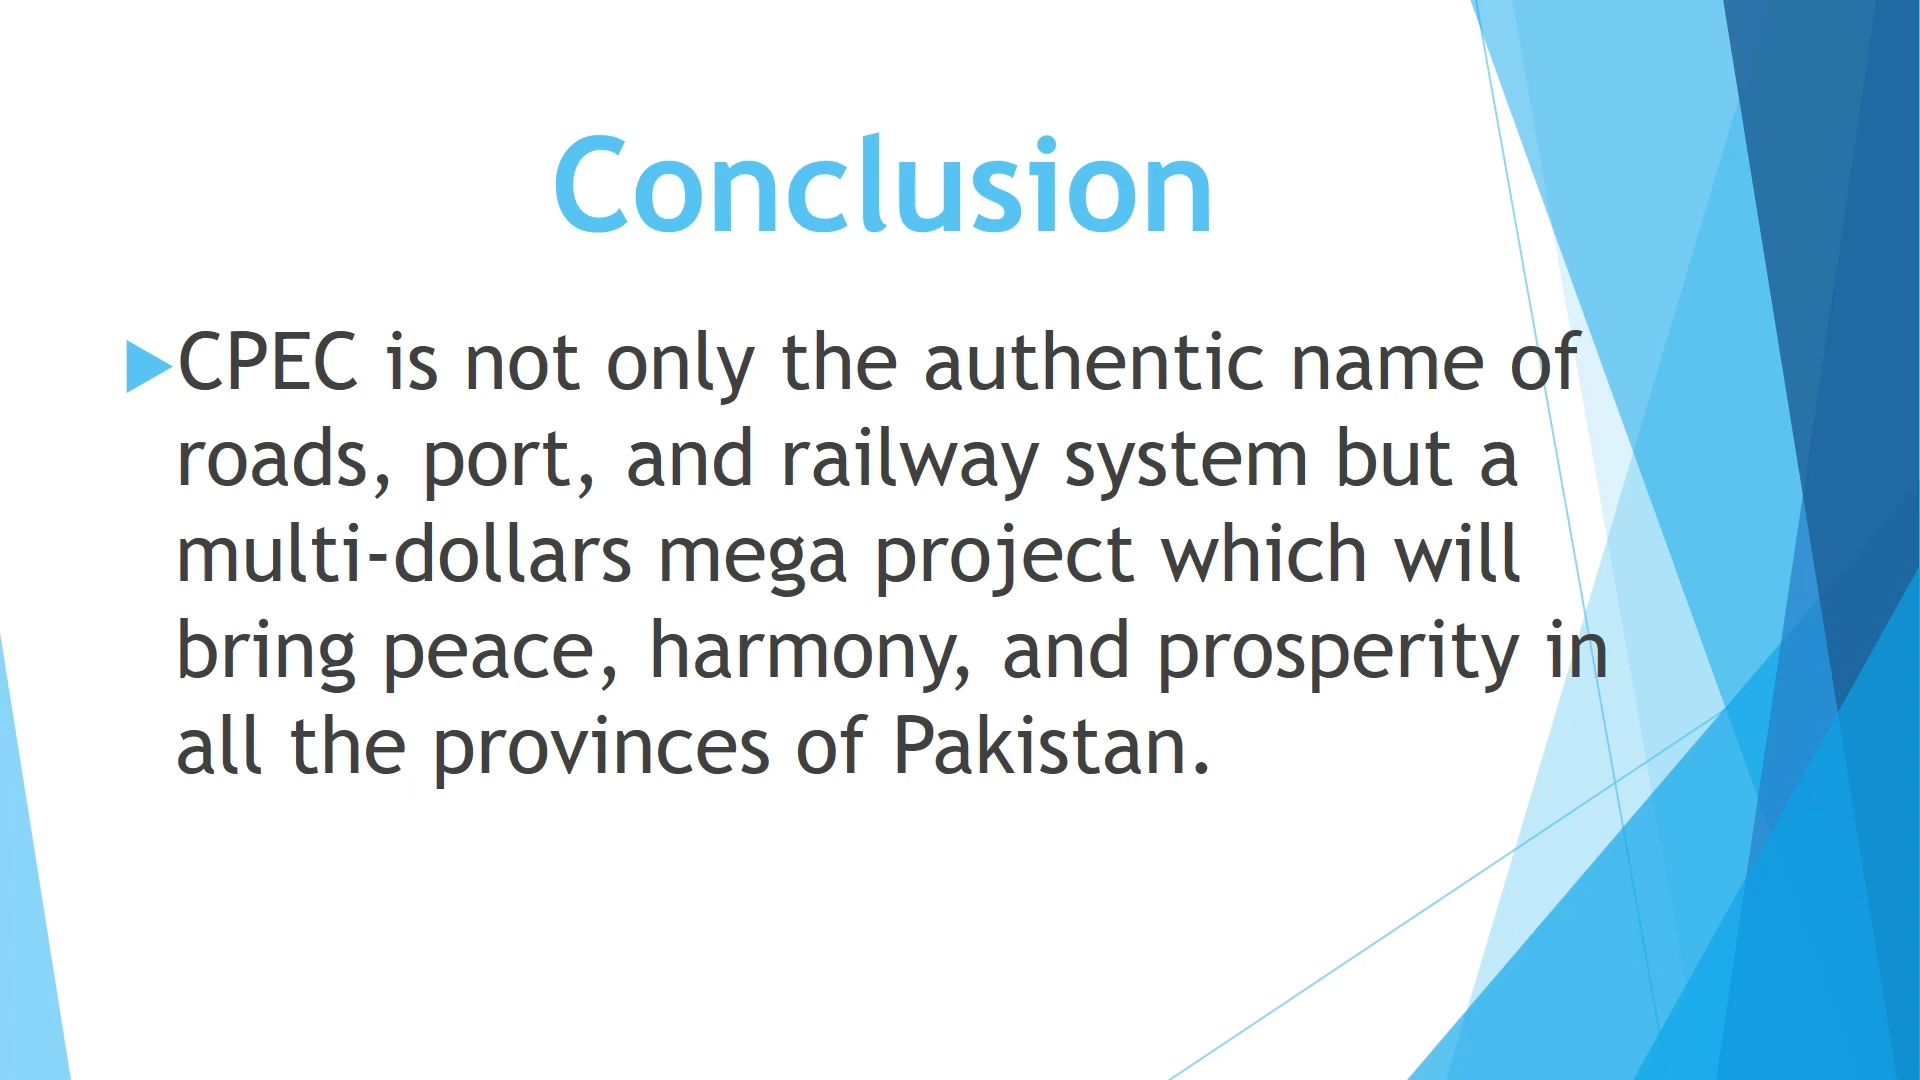 Conclusion
CPEC is not only the authentic name of
roads, port, and railway system but a
multi-dollars mega project which will
bring peace, harmony, and prosperity in
all the provinces of Pakistan.